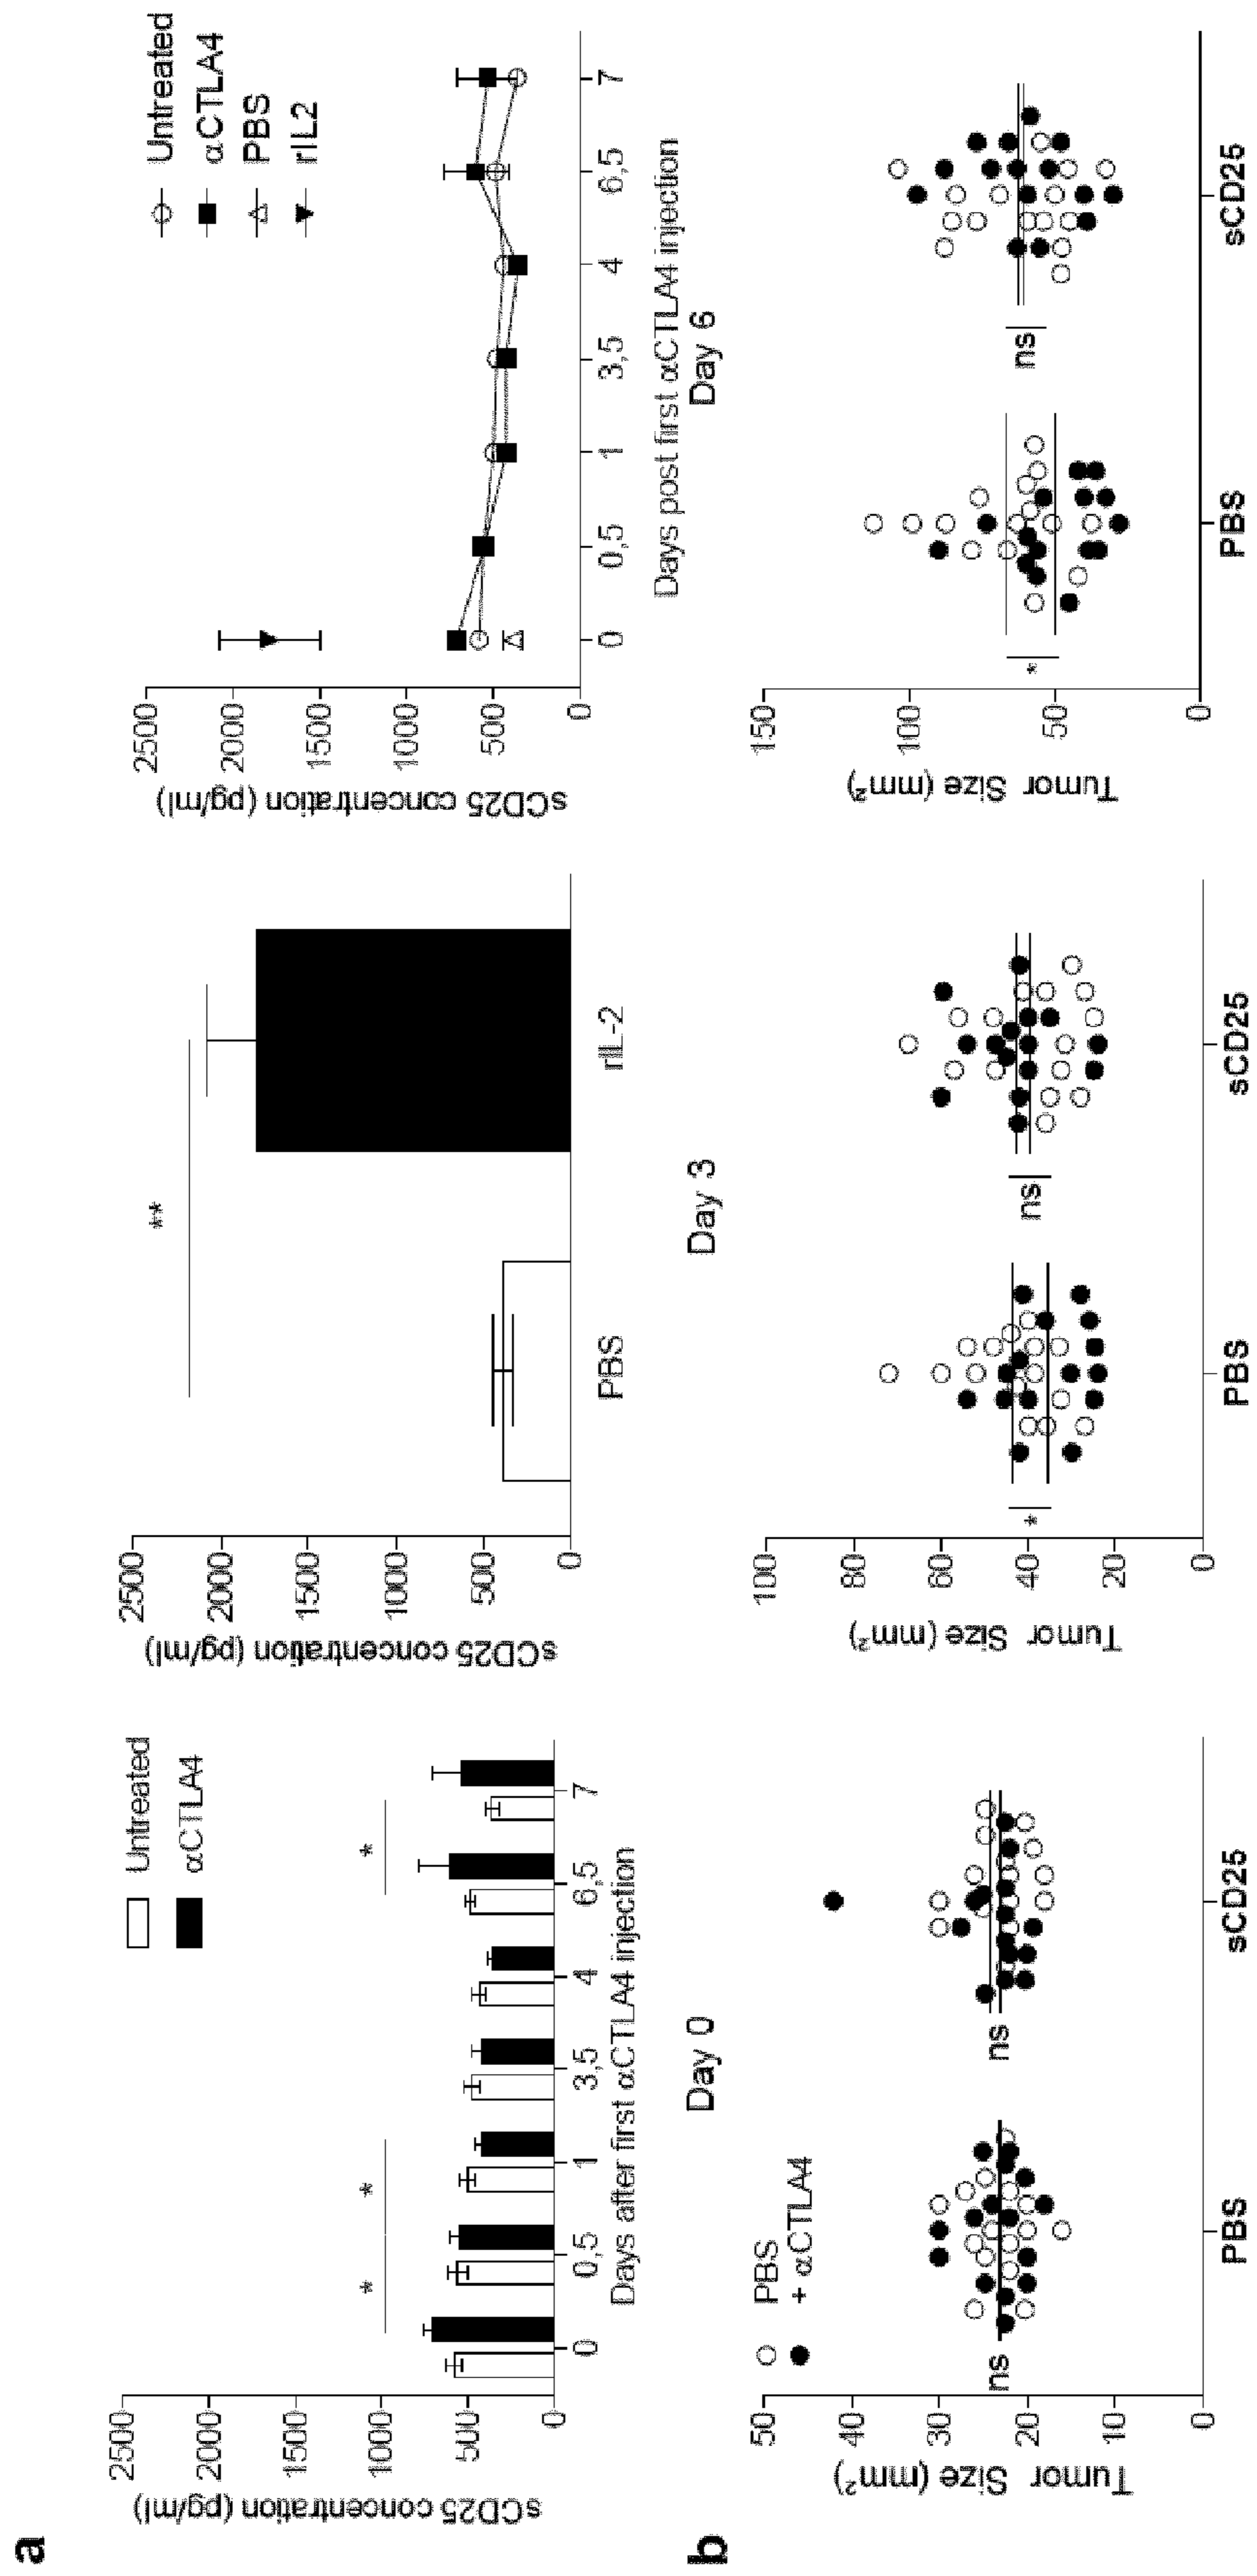 a
sCD25 concentration (pg/ml)
2500
2000
1500
1000
500
0
Untreated
αCTLA4
*
*
*
0
0,5
1
3,5
4
6,5
7
Days after first αCTLA4 injection
sCD25 concentration (pg/ml)
2500
2000
1500
1000
500
0
**
PBS
rIL-2
sCD25 concentration (pg/ml)
2500
2000
1500
1000
500
0
Untreated
αCTLA4
PBS
rIL2
0
0,5
1
3,5
4
6,5
7
Days post first αCTLA4 injection
b
Day 0
Tumor Size (mm²)
50
40
30
20
10
0
PBS
+ αCTLA4
ns
ns
PBS
sCD25
Day 3
Tumor Size (mm²)
100
80
60
40
20
0
*
ns
PBS
sCD25
Day 6
Tumor Size (mm²)
150
100
50
0
*
ns
PBS
sCD25